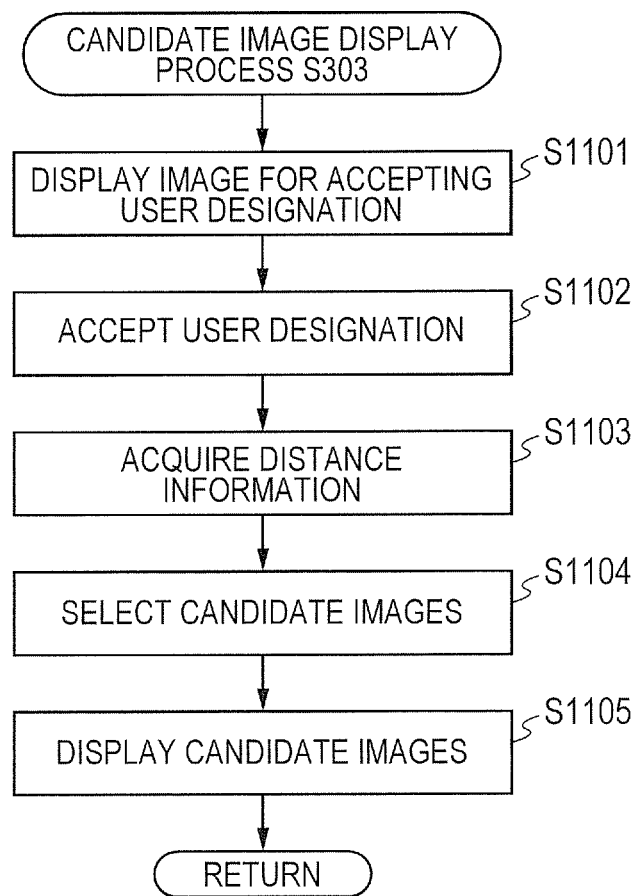 CANDIDATE IMAGE DISPLAY
PROCESS S303
S1101
DISPLAY IMAGE FOR ACCEPTING
USER DESIGNATION
S1102
ACCEPT USER DESIGNATION
S1103
ACQUIRE DISTANCE
INFORMATION
S1104
SELECT CANDIDATE IMAGES
S1105
DISPLAY CANDIDATE IMAGES
RETURN